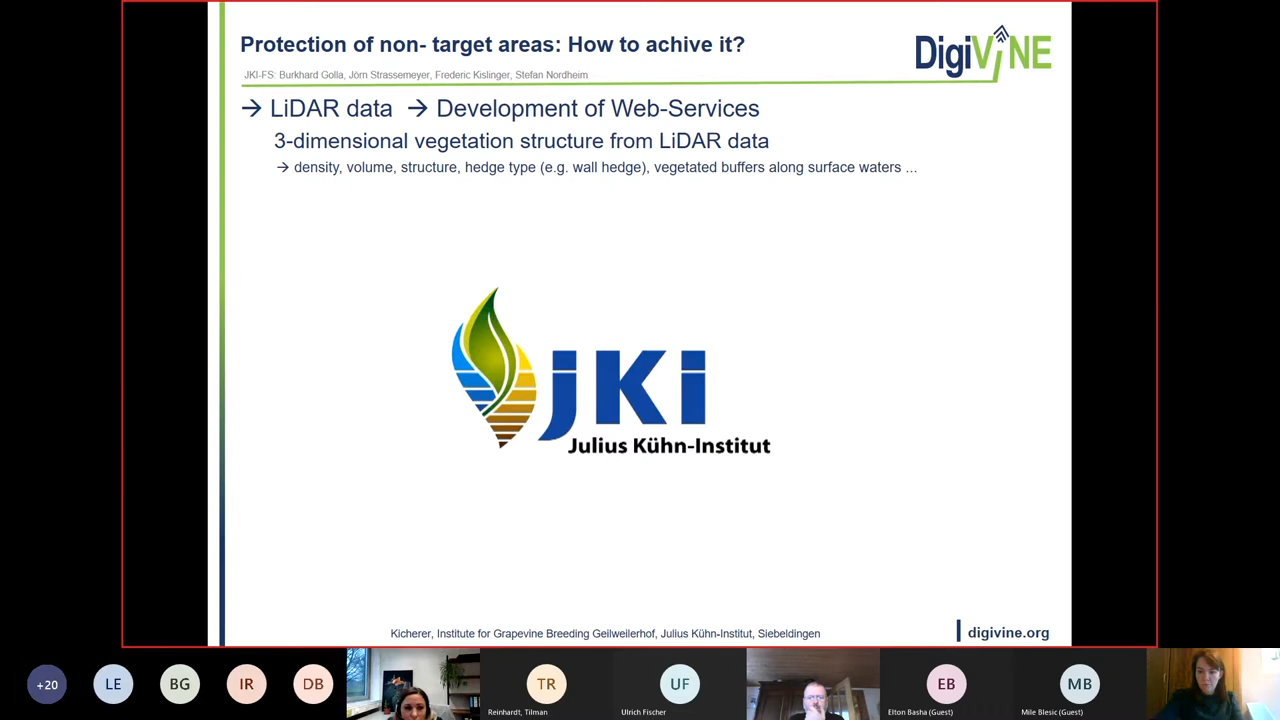 Protection of non- target areas: How to achive it?
DigiViNE
JKI-FS: Burkhard Golla, Jörn Strassemeyer, Frederic Kislinger, Stefan Nordheim
→ LiDAR data → Development of Web-Services
3-dimensional vegetation structure from LiDAR data
→ density, volume, structure, hedge type (e.g. wall hedge), vegetated buffers along surface waters ...
jKi
Julius Kühn-Institut
Kicherer, Institute for Grapevine Breeding Geilweilerhof, Julius Kühn-Institut, Siebeldingen
digivine.org
+20 LE BG IR DB TR UF EB MB
Reinhardt, Tilman Ulrich Fischer Elton Basha (Guest) Mile Blesic (Guest)